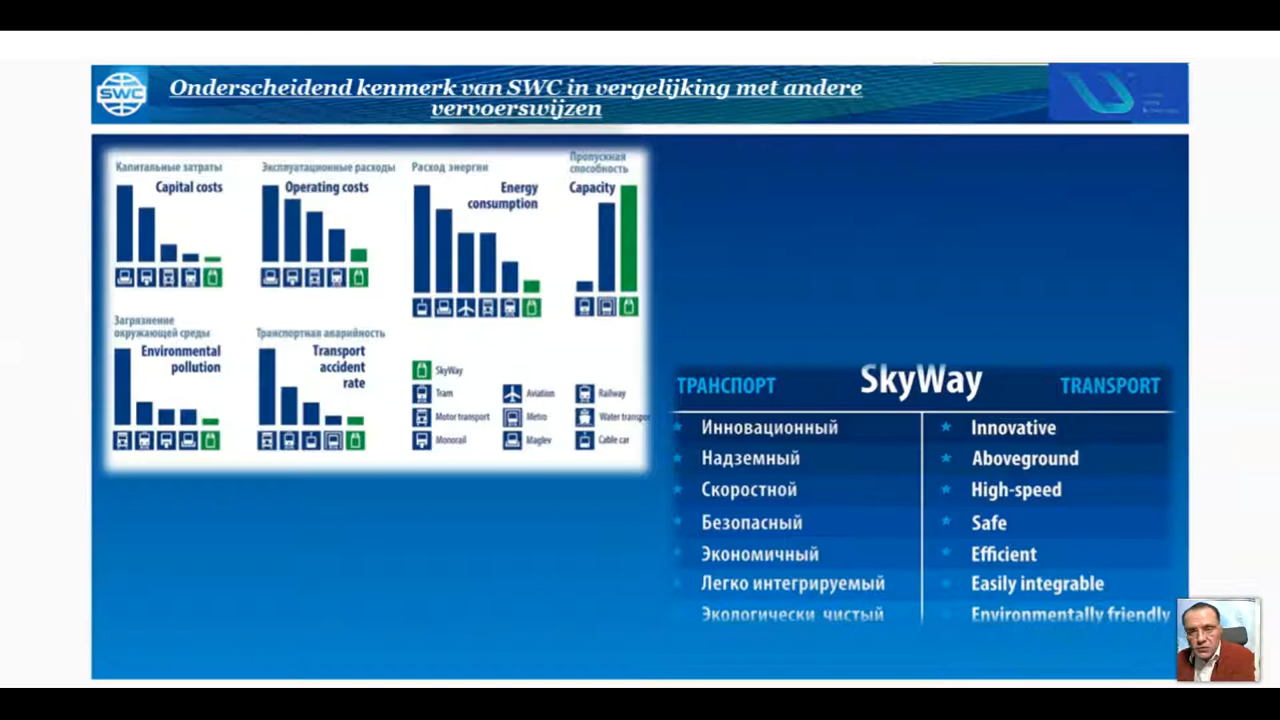 SWC
Onderscheidend kenmerk van SWC in vergelijking met andere
vervoerswijzen
Капитальные затраты
Capital costs
Эксплуатационные расходы
Operating costs
Расход энергии
Energy
consumption
Пропускная
способность
Capacity
Загрязнение
окружающей среды
Environmental
pollution
Транспортная аварийность
Transport
accident
rate
SkyWay
Tram
Aviation
Railway
Motor transport
Metro
Water transpor
Monorail
Maglev
Cable car
ТРАНСПОРТ
SkyWay
TRANSPORT
Инновационный
Innovative
Надземный
Aboveground
Скоростной
High-speed
Безопасный
Safe
Экономичный
Efficient
Легко интегрируемый
Easily integrable
Экологически чистый
Environmentally friendly